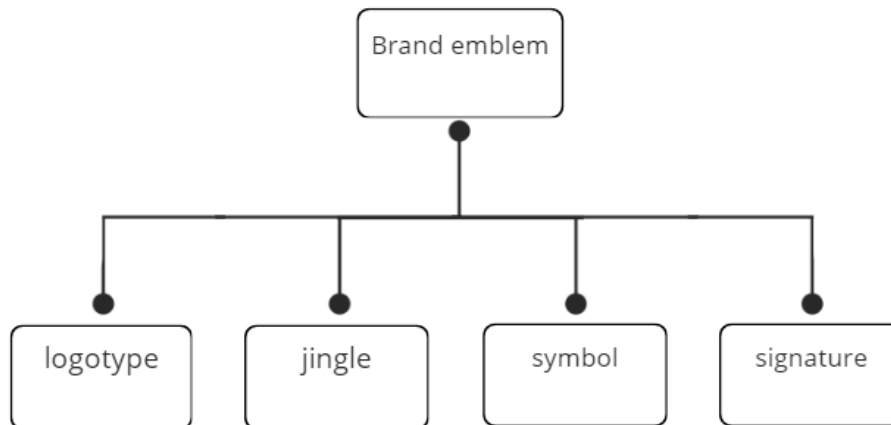 Brand emblem
logotype
jingle
symbol
signature